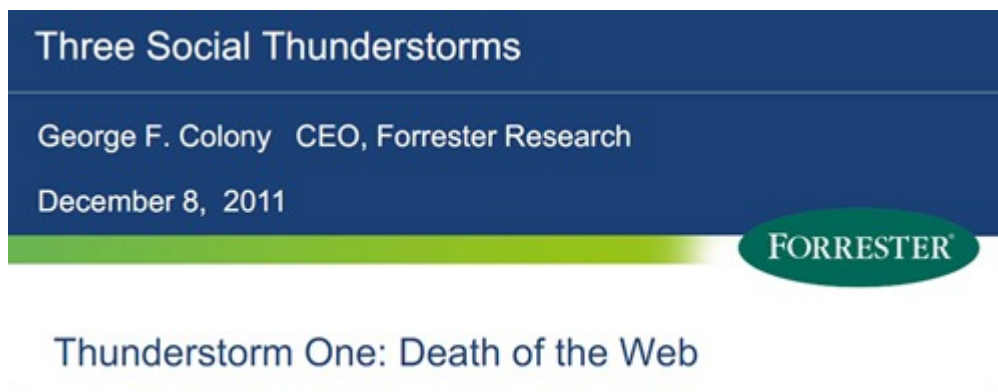 Three Social Thunderstorms
George F. Colony CEO, Forrester Research
December 8, 2011
FORRESTER®
Thunderstorm One: Death of the Web